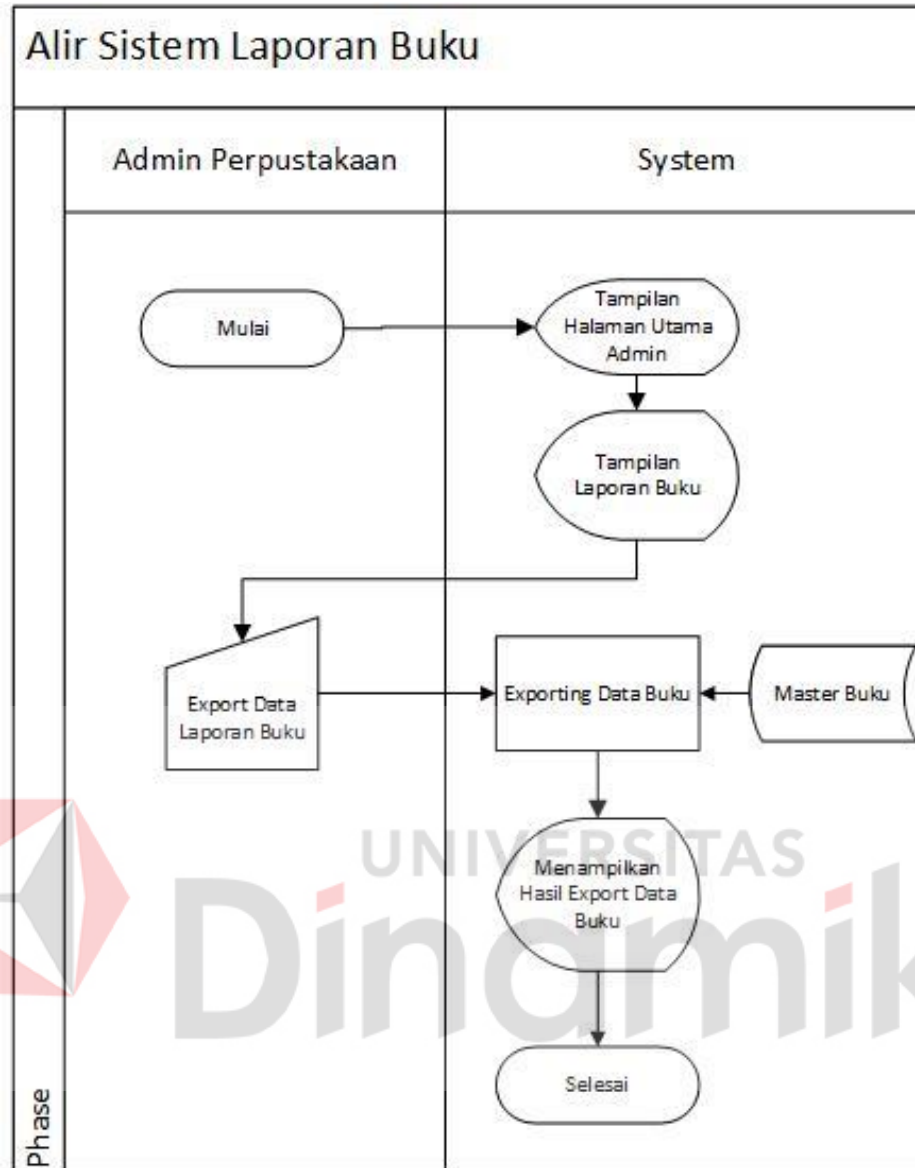 Alir Sistem Laporan Buku
Admin Perpustakaan
System
Mulai
Tampilan
Halaman Utama
Admin
Tampilan
Laporan Buku
Export Data
Laporan Buku
Exporting Data Buku
Master Buku
UNIVERSITAS
Dinamik
Menampilkan
Hasil Export Data
Buku
Selesai
Phase